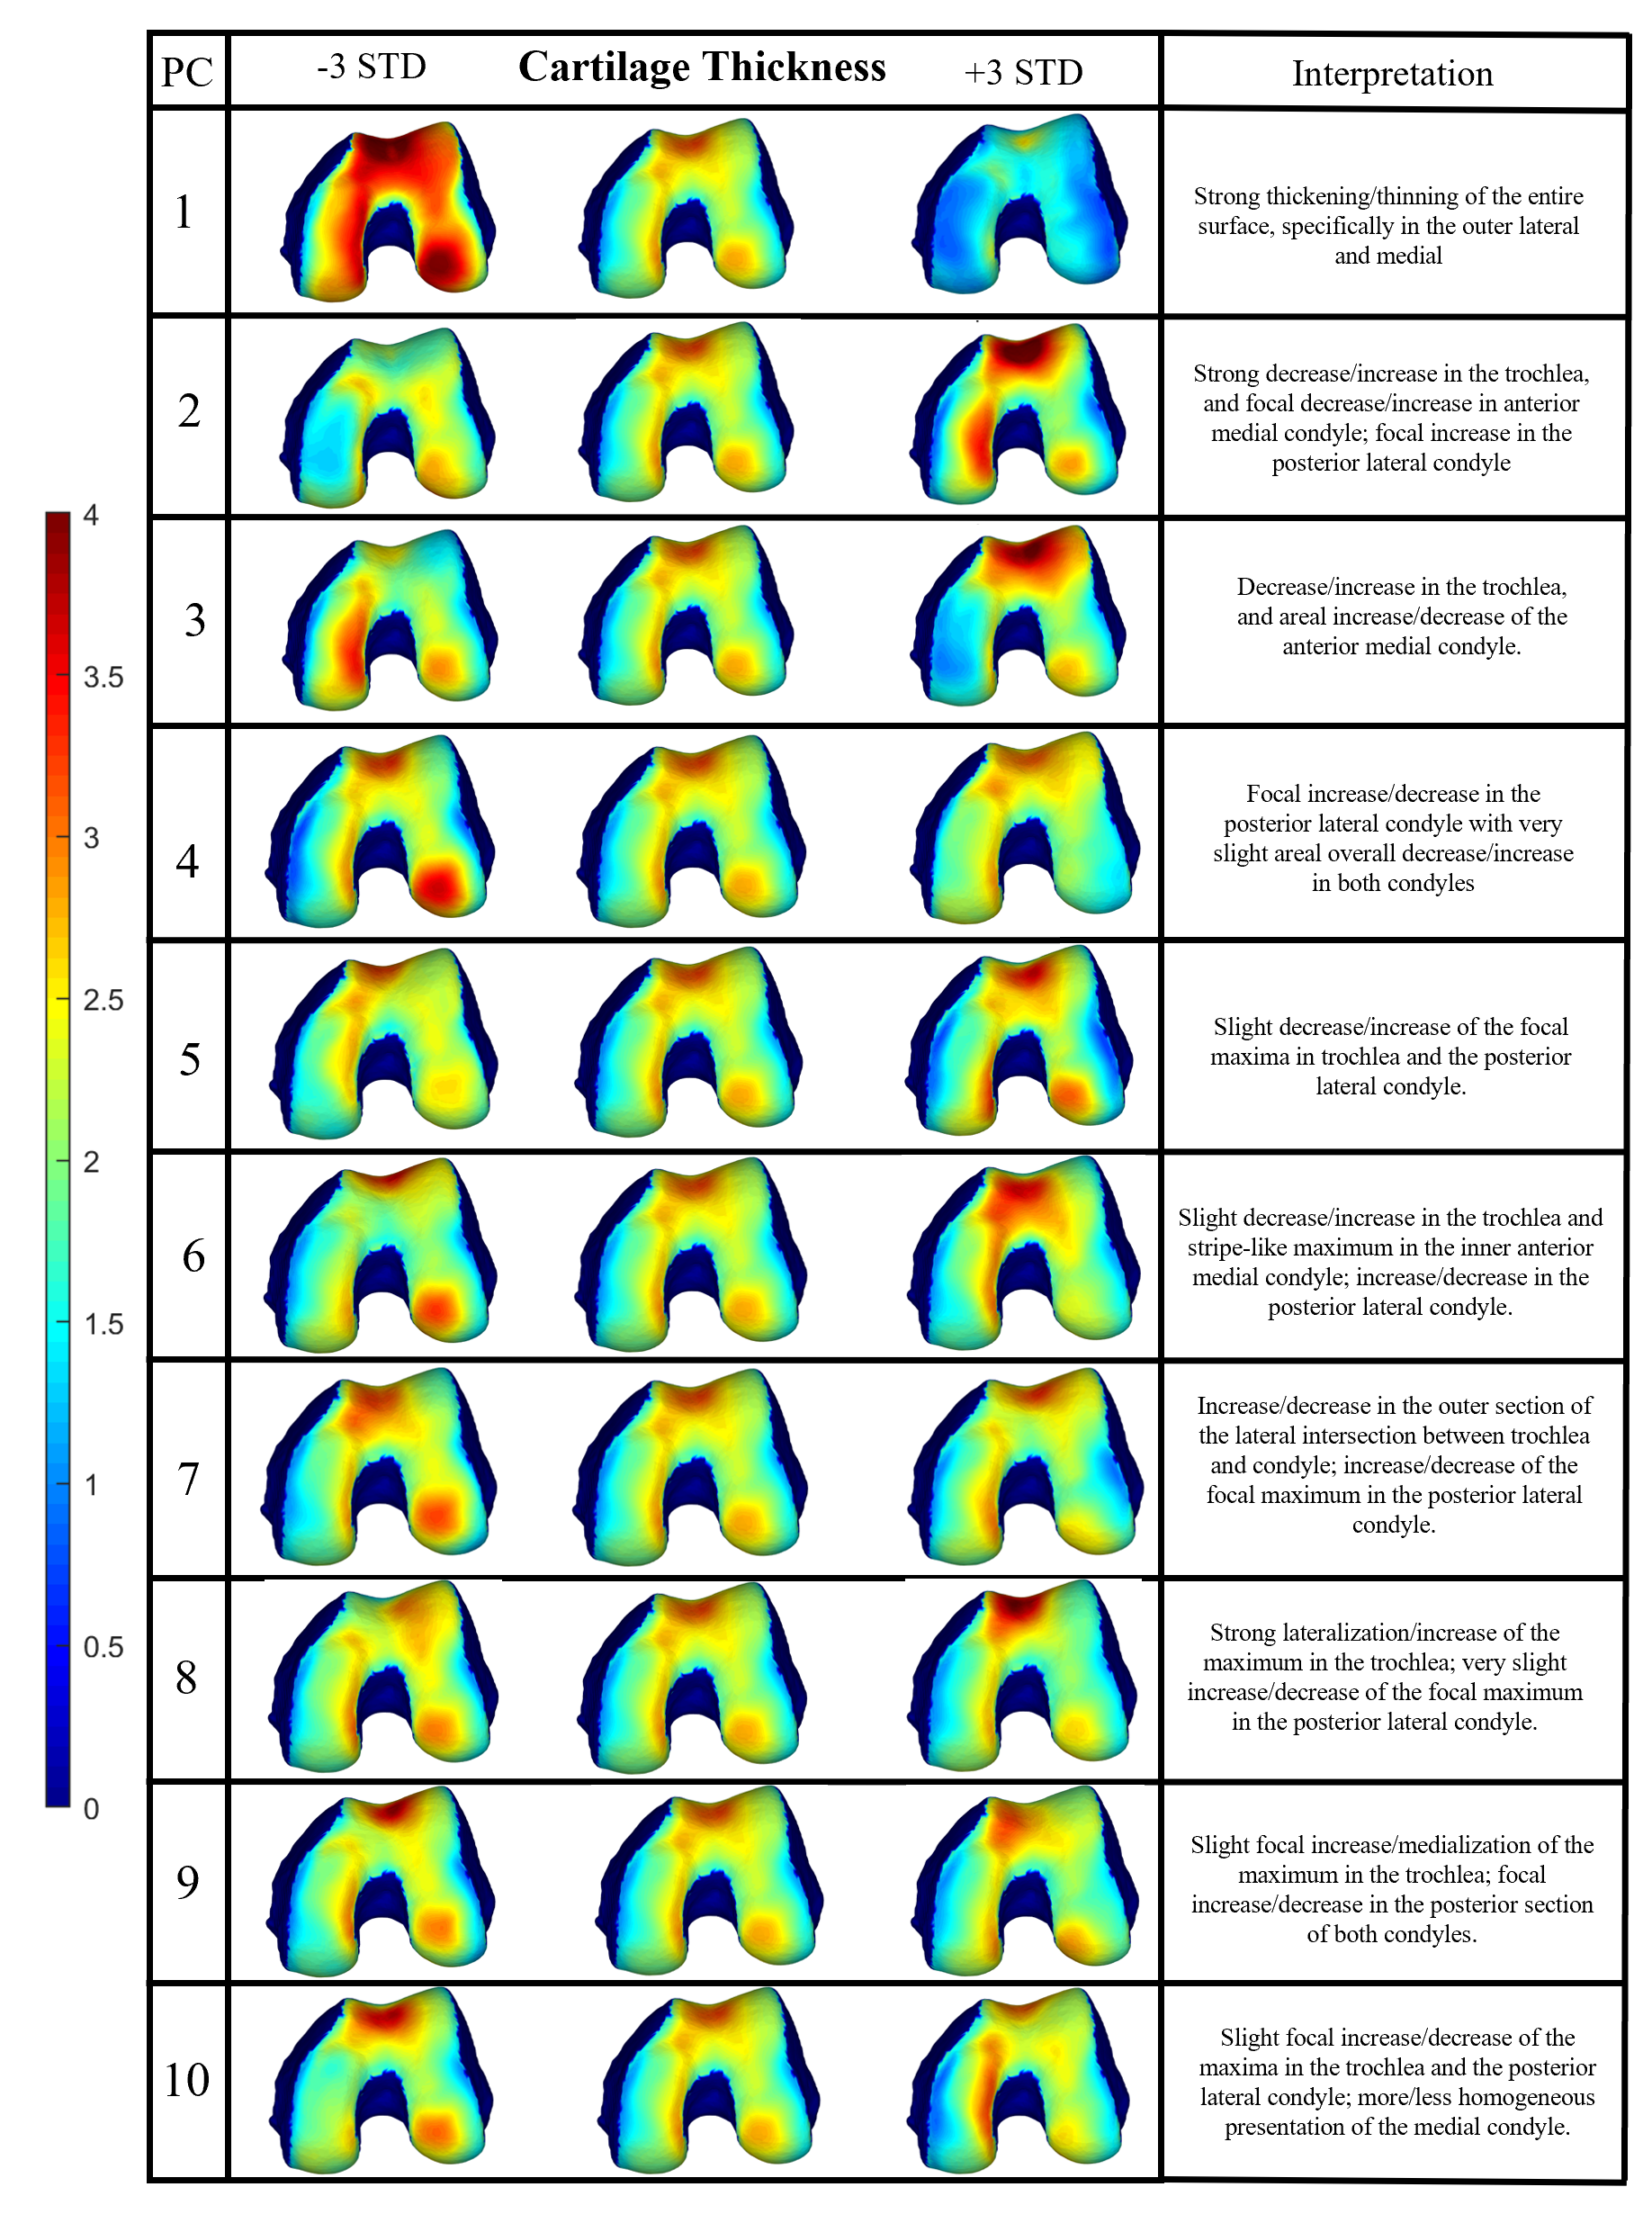 PC
-3 STD
Cartilage Thickness
+3 STD
Interpretation
1
Strong thickening/thinning of the entire
surface, specifically in the outer lateral
and medial
2
Strong decrease/increase in the trochlea,
and focal decrease/increase in anterior
medial condyle; focal increase in the
posterior lateral condyle
3
Decrease/increase in the trochlea,
and areal increase/decrease of the
anterior medial condyle.
4
Focal increase/decrease in the
posterior lateral condyle with very
slight areal overall decrease/increase
in both condyles
5
Slight decrease/increase of the focal
maxima in trochlea and the posterior
lateral condyle.
6
Slight decrease/increase in the trochlea and
stripe-like maximum in the inner anterior
medial condyle; increase/decrease in the
posterior lateral condyle.
7
Increase/decrease in the outer section of
the lateral intersection between trochlea
and condyle; increase/decrease of the
focal maximum in the posterior lateral
condyle.
8
Strong lateralization/increase of the
maximum in the trochlea; very slight
increase/decrease of the focal maximum
in the posterior lateral condyle.
9
Slight focal increase/medialization of the
maximum in the trochlea; focal
increase/decrease in the posterior section
of both condyles.
10
Slight focal increase/decrease of the
maxima in the trochlea and the posterior
lateral condyle; more/less homogeneous
presentation of the medial condyle.
4
3.5
3
2.5
2
1.5
1
0.5
0